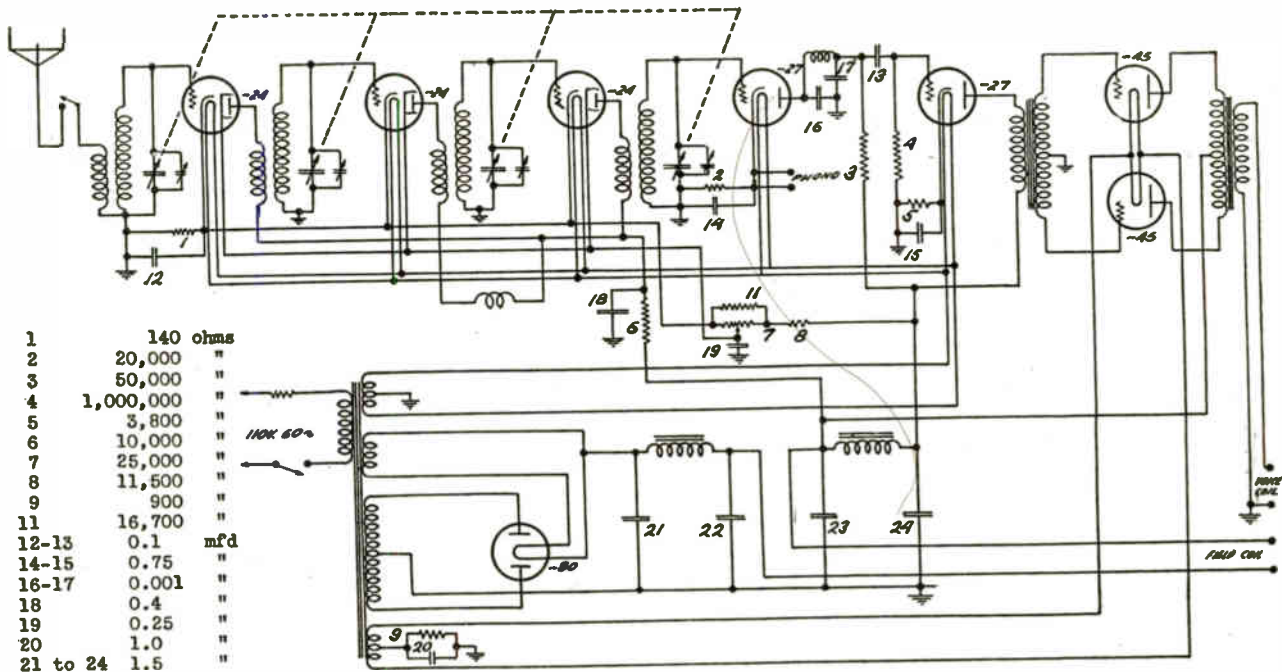 -24
-24
-24
-27
17
13
-27
-45
16
4
3
2
PHONO
14
5
15
-45
1
12
18
6
11
7
8
19
1 140 ohms
2 20,000 "
3 50,000 "
4 1,000,000 "
5 3,800 "
6 10,000 "
7 25,000 "
8 11,500 "
9 900 "
11 16,700 "
12-13 0.1 mfd
14-15 0.75 "
16-17 0.001 "
18 0.4 "
19 0.25 "
20 1.0 "
21 to 24 1.5 "
110V. 60~
21
22
23
24
-80
9
20
VOICE
COIL
FIELD COIL